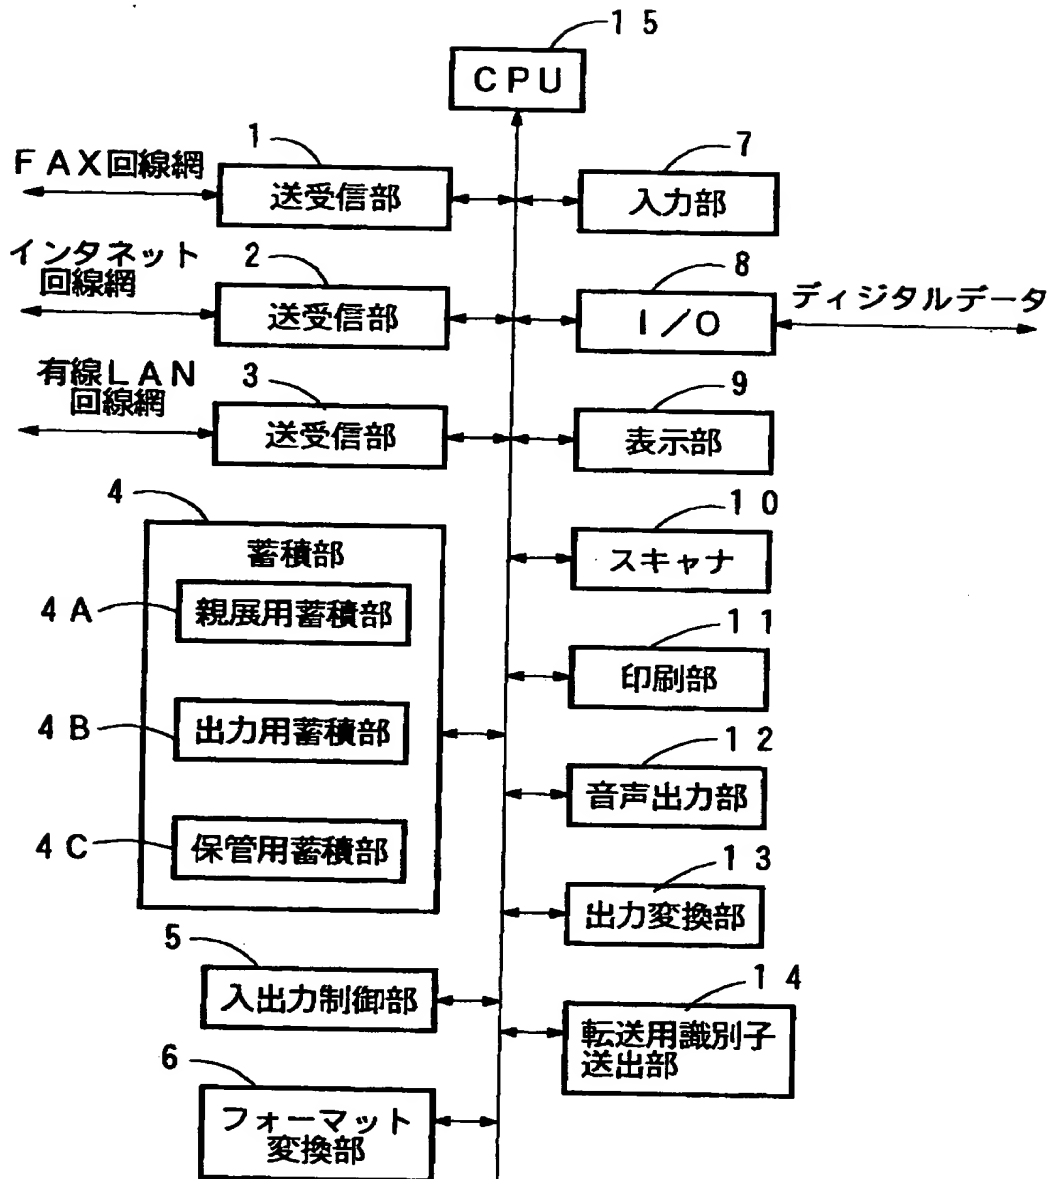 15
CPU
1
FAX回線網
送受信部
7
入力部
インタネット
回線網
2
送受信部
8
I/O
ディジタルデータ
有線LAN
回線網
3
送受信部
9
表示部
4
蓄積部
4A
親展用蓄積部
4B
出力用蓄積部
4C
保管用蓄積部
10
スキャナ
11
印刷部
12
音声出力部
13
出力変換部
5
入出力制御部
14
転送用識別子
送出部
6
フォーマット
変換部